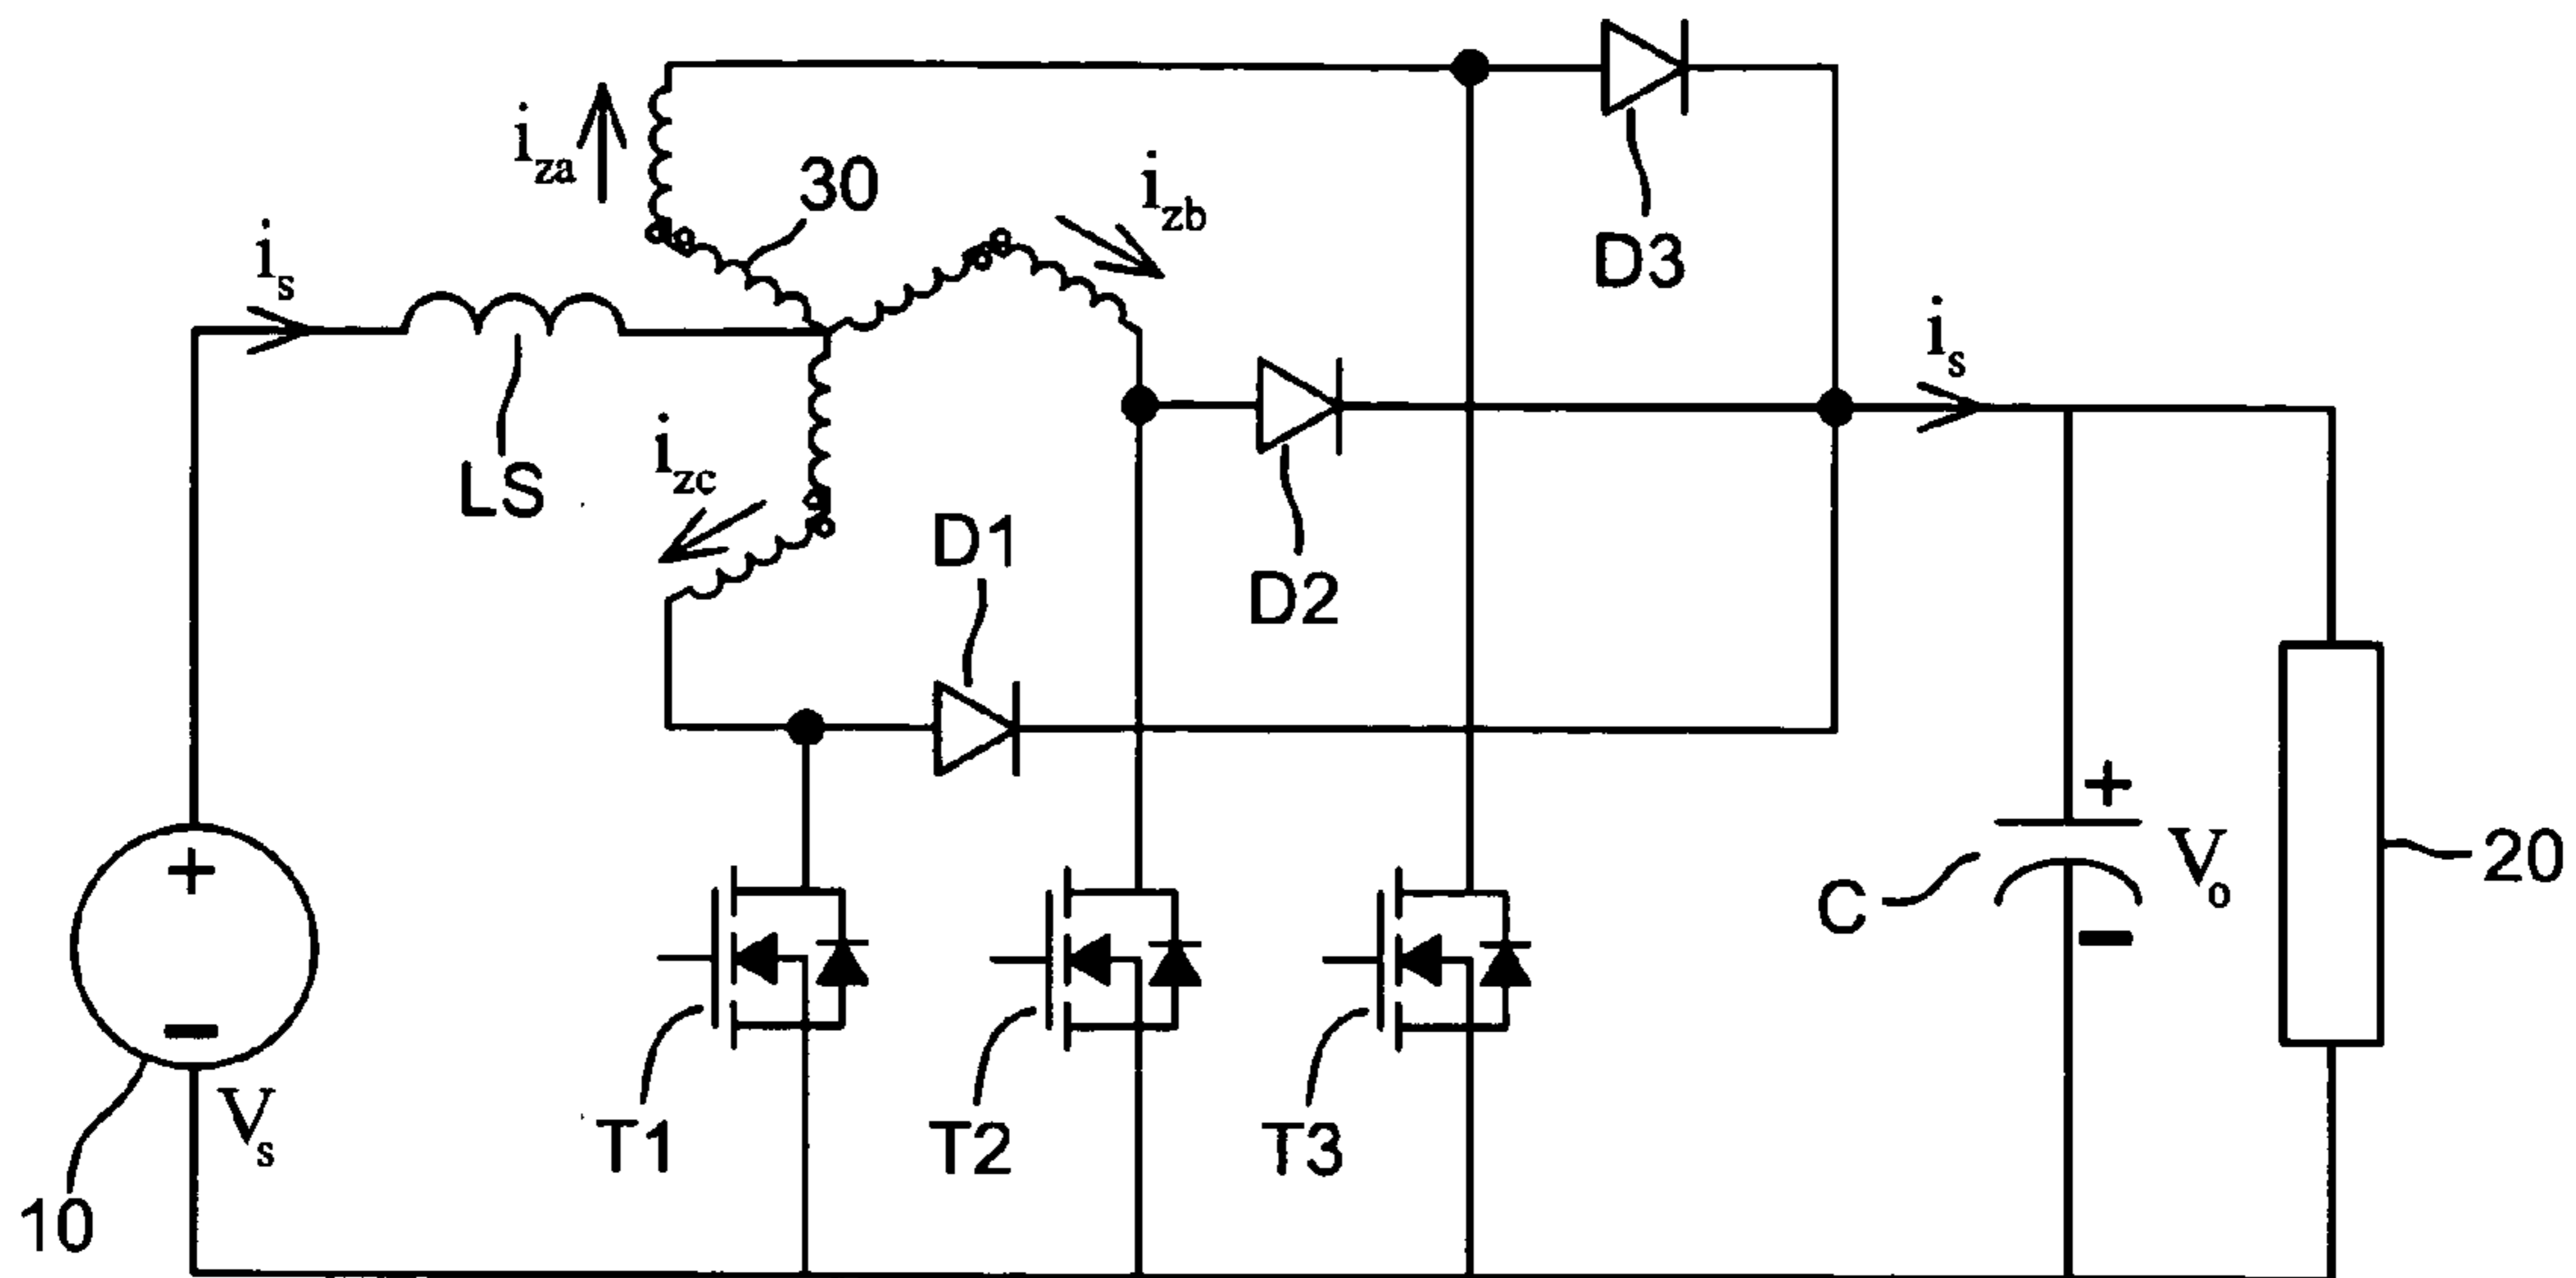 i_za
30
i_zb
i_s
D3
i_s
LS
i_zc
D1
D2
+
V_o
C
20
+
V_s
10
T1
T2
T3